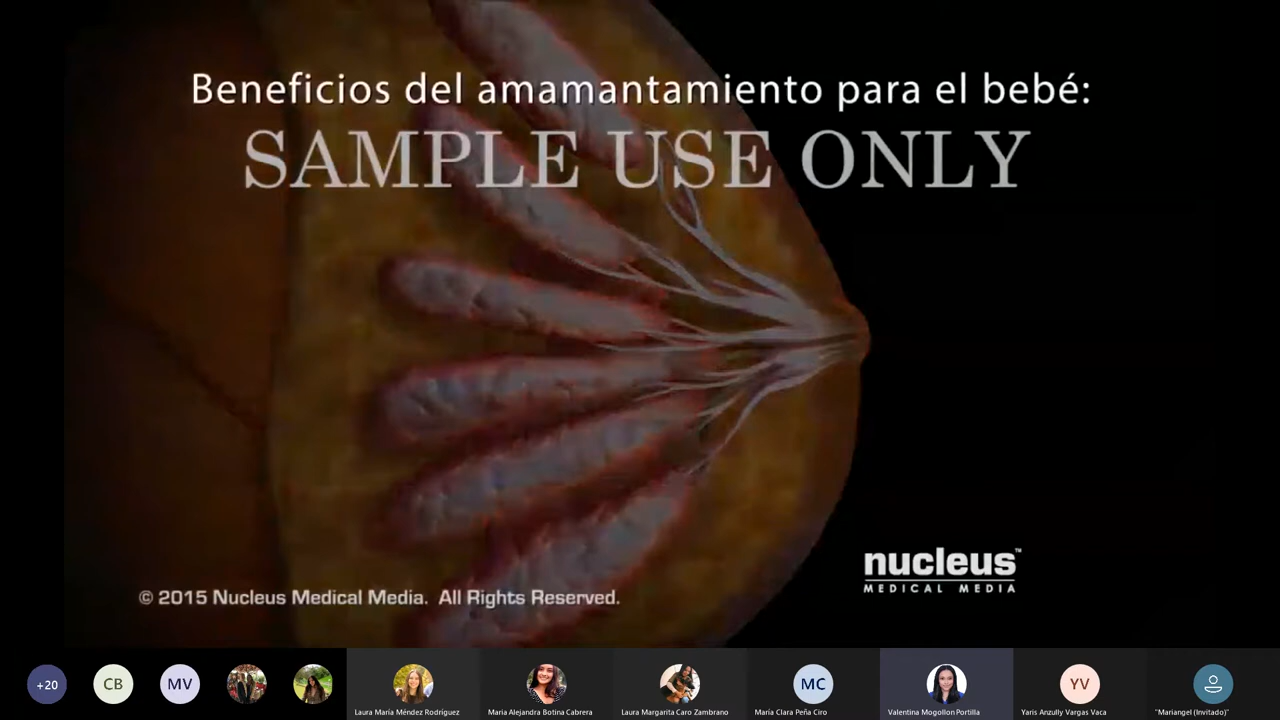 Beneficios del amamantamiento para el bebé:
SAMPLE USE ONLY
nucleus™
MEDICAL MEDIA
© 2015 Nucleus Medical Media. All Rights Reserved.
+20
CB
MV
MC
YV
Laura María Méndez Rodríguez
Maria Alejandra Botina Cabrera
Laura Margarita Caro Zambrano
María Clara Peña Ciro
Valentina Mogollon Portilla
Yaris Anzully Vargas Vaca
"Mariangel (Invitado)"